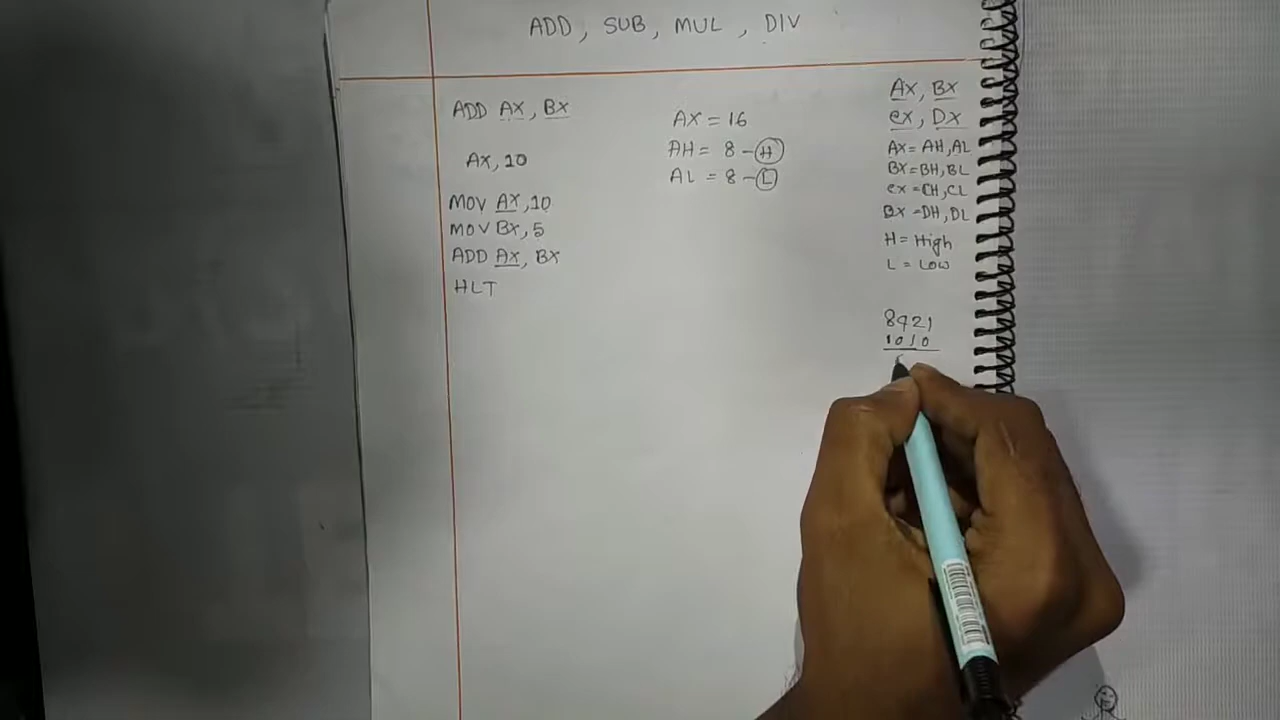 ADD, SUB, MUL, DIV
ADD AX, BX
AX, 10
MOV AX, 10
MOV BX, 5
ADD AX, BX
HLT
AX = 16
AH = 8 - H
AL = 8 - L
AX, BX
CX, DX
AX = AH, AL
BX = BH, BL
CX = CH, CL
BX = DH, DL
H = High
L = Low
8421
1010